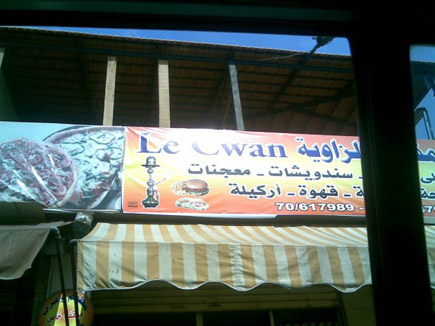 Le Cwan الزاوية
سندويشات - معجنات
قهوة - أركيلة
70/617989 -